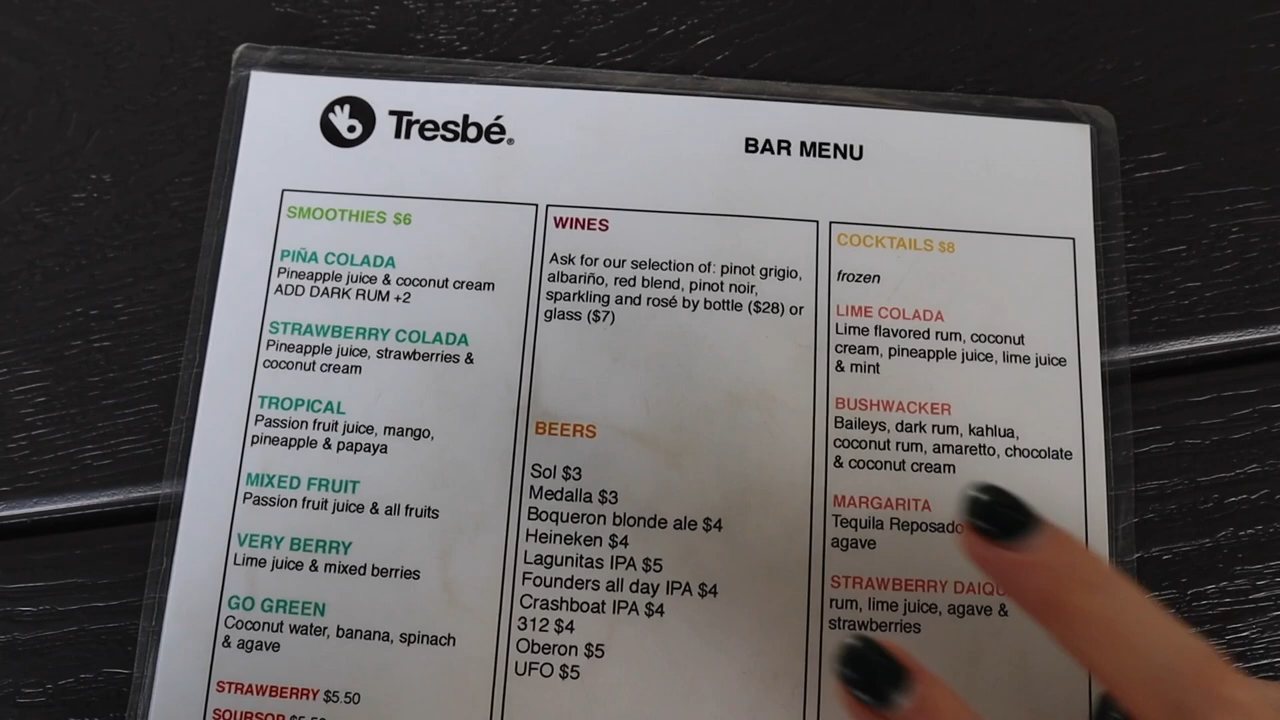 Tresbé®
BAR MENU
SMOOTHIES $6
PIÑA COLADA
Pineapple juice & coconut cream
ADD DARK RUM +2
STRAWBERRY COLADA
Pineapple juice, strawberries &
coconut cream
TROPICAL
Passion fruit juice, mango,
pineapple & papaya
MIXED FRUIT
Passion fruit juice & all fruits
VERY BERRY
Lime juice & mixed berries
GO GREEN
Coconut water, banana, spinach
& agave
STRAWBERRY $5.50
SOURSOP $5.50
WINES
Ask for our selection of: pinot grigio,
albariño, red blend, pinot noir,
sparkling and rosé by bottle ($28) or
glass ($7)
BEERS
Sol $3
Medalla $3
Boqueron blonde ale $4
Heineken $4
Lagunitas IPA $5
Founders all day IPA $4
Crashboat IPA $4
312 $4
Oberon $5
UFO $5
COCKTAILS $8
frozen
LIME COLADA
Lime flavored rum, coconut
cream, pineapple juice, lime juice
& mint
BUSHWACKER
Baileys, dark rum, kahlua,
coconut rum, amaretto, chocolate
& coconut cream
MARGARITA
Tequila Reposado
agave
STRAWBERRY
rum, lime juice, agave &
strawberries